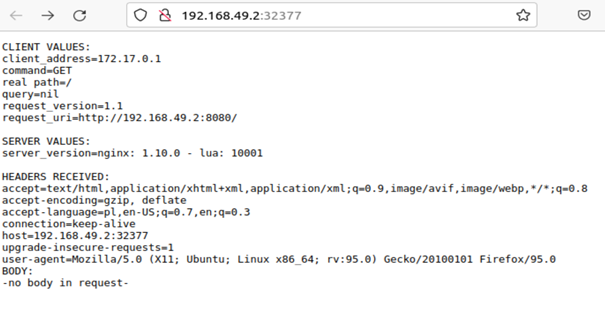 192.168.49.2:32377
CLIENT VALUES:
client_address=172.17.0.1
command=GET
real path=/
query=nil
request_version=1.1
request_uri=http://192.168.49.2:8080/
SERVER VALUES:
server_version=nginx: 1.10.0 - lua: 10001
HEADERS RECEIVED:
accept=text/html,application/xhtml+xml,application/xml;q=0.9,image/avif,image/webp,*/*;q=0.8
accept-encoding=gzip, deflate
accept-language=pl,en-US;q=0.7,en;q=0.3
connection=keep-alive
host=192.168.49.2:32377
upgrade-insecure-requests=1
user-agent=Mozilla/5.0 (X11; Ubuntu; Linux x86_64; rv:95.0) Gecko/20100101 Firefox/95.0
BODY:
-no body in request-